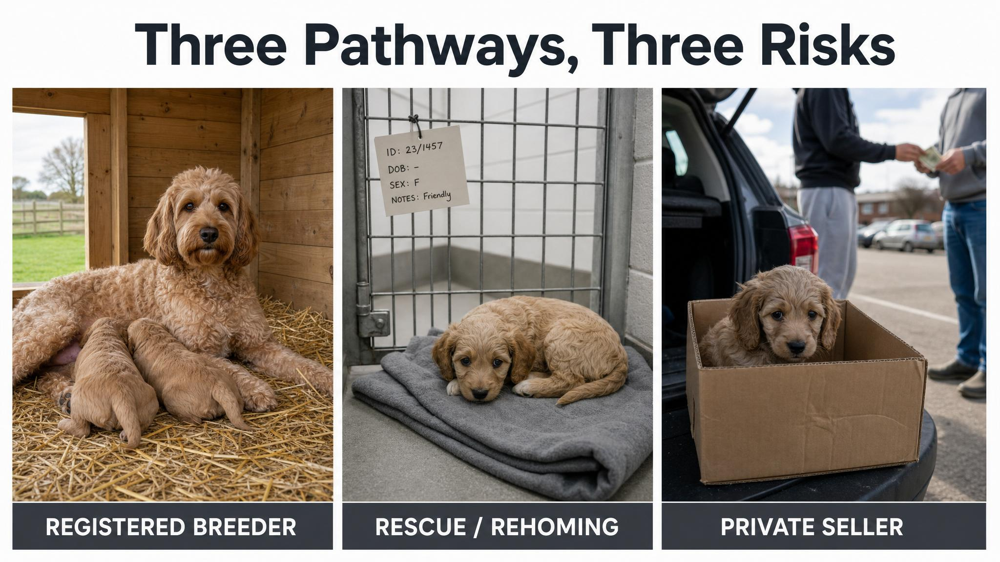 Three Pathways, Three Risks
ID: 23/1457
DOB: –
SEX: F
NOTES: Friendly
REGISTERED BREEDER
RESCUE / REHOMING
PRIVATE SELLER